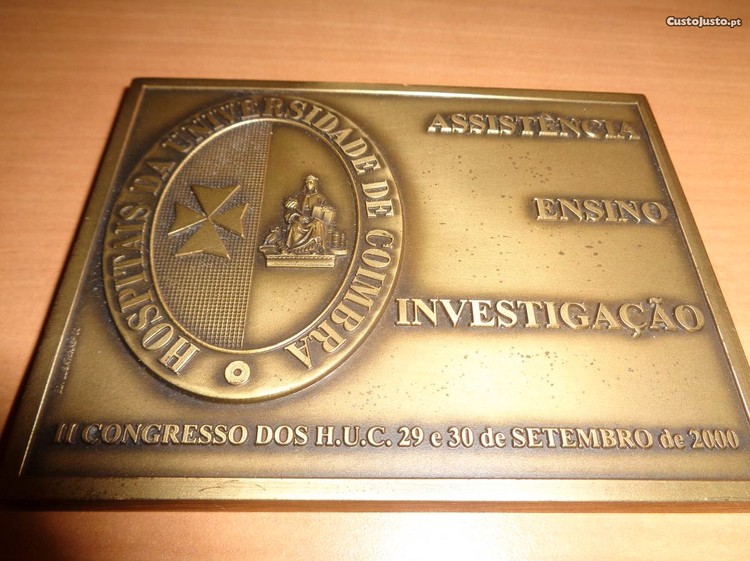 CustoJusto.pt
HOSPITAIS DA UNIVERSIDADE DE COIMBRA
ASSISTÊNCIA
ENSINO
INVESTIGAÇÃO
II CONGRESSO DOS H.U.C. 29 e 30 de SETEMBRO de 2000